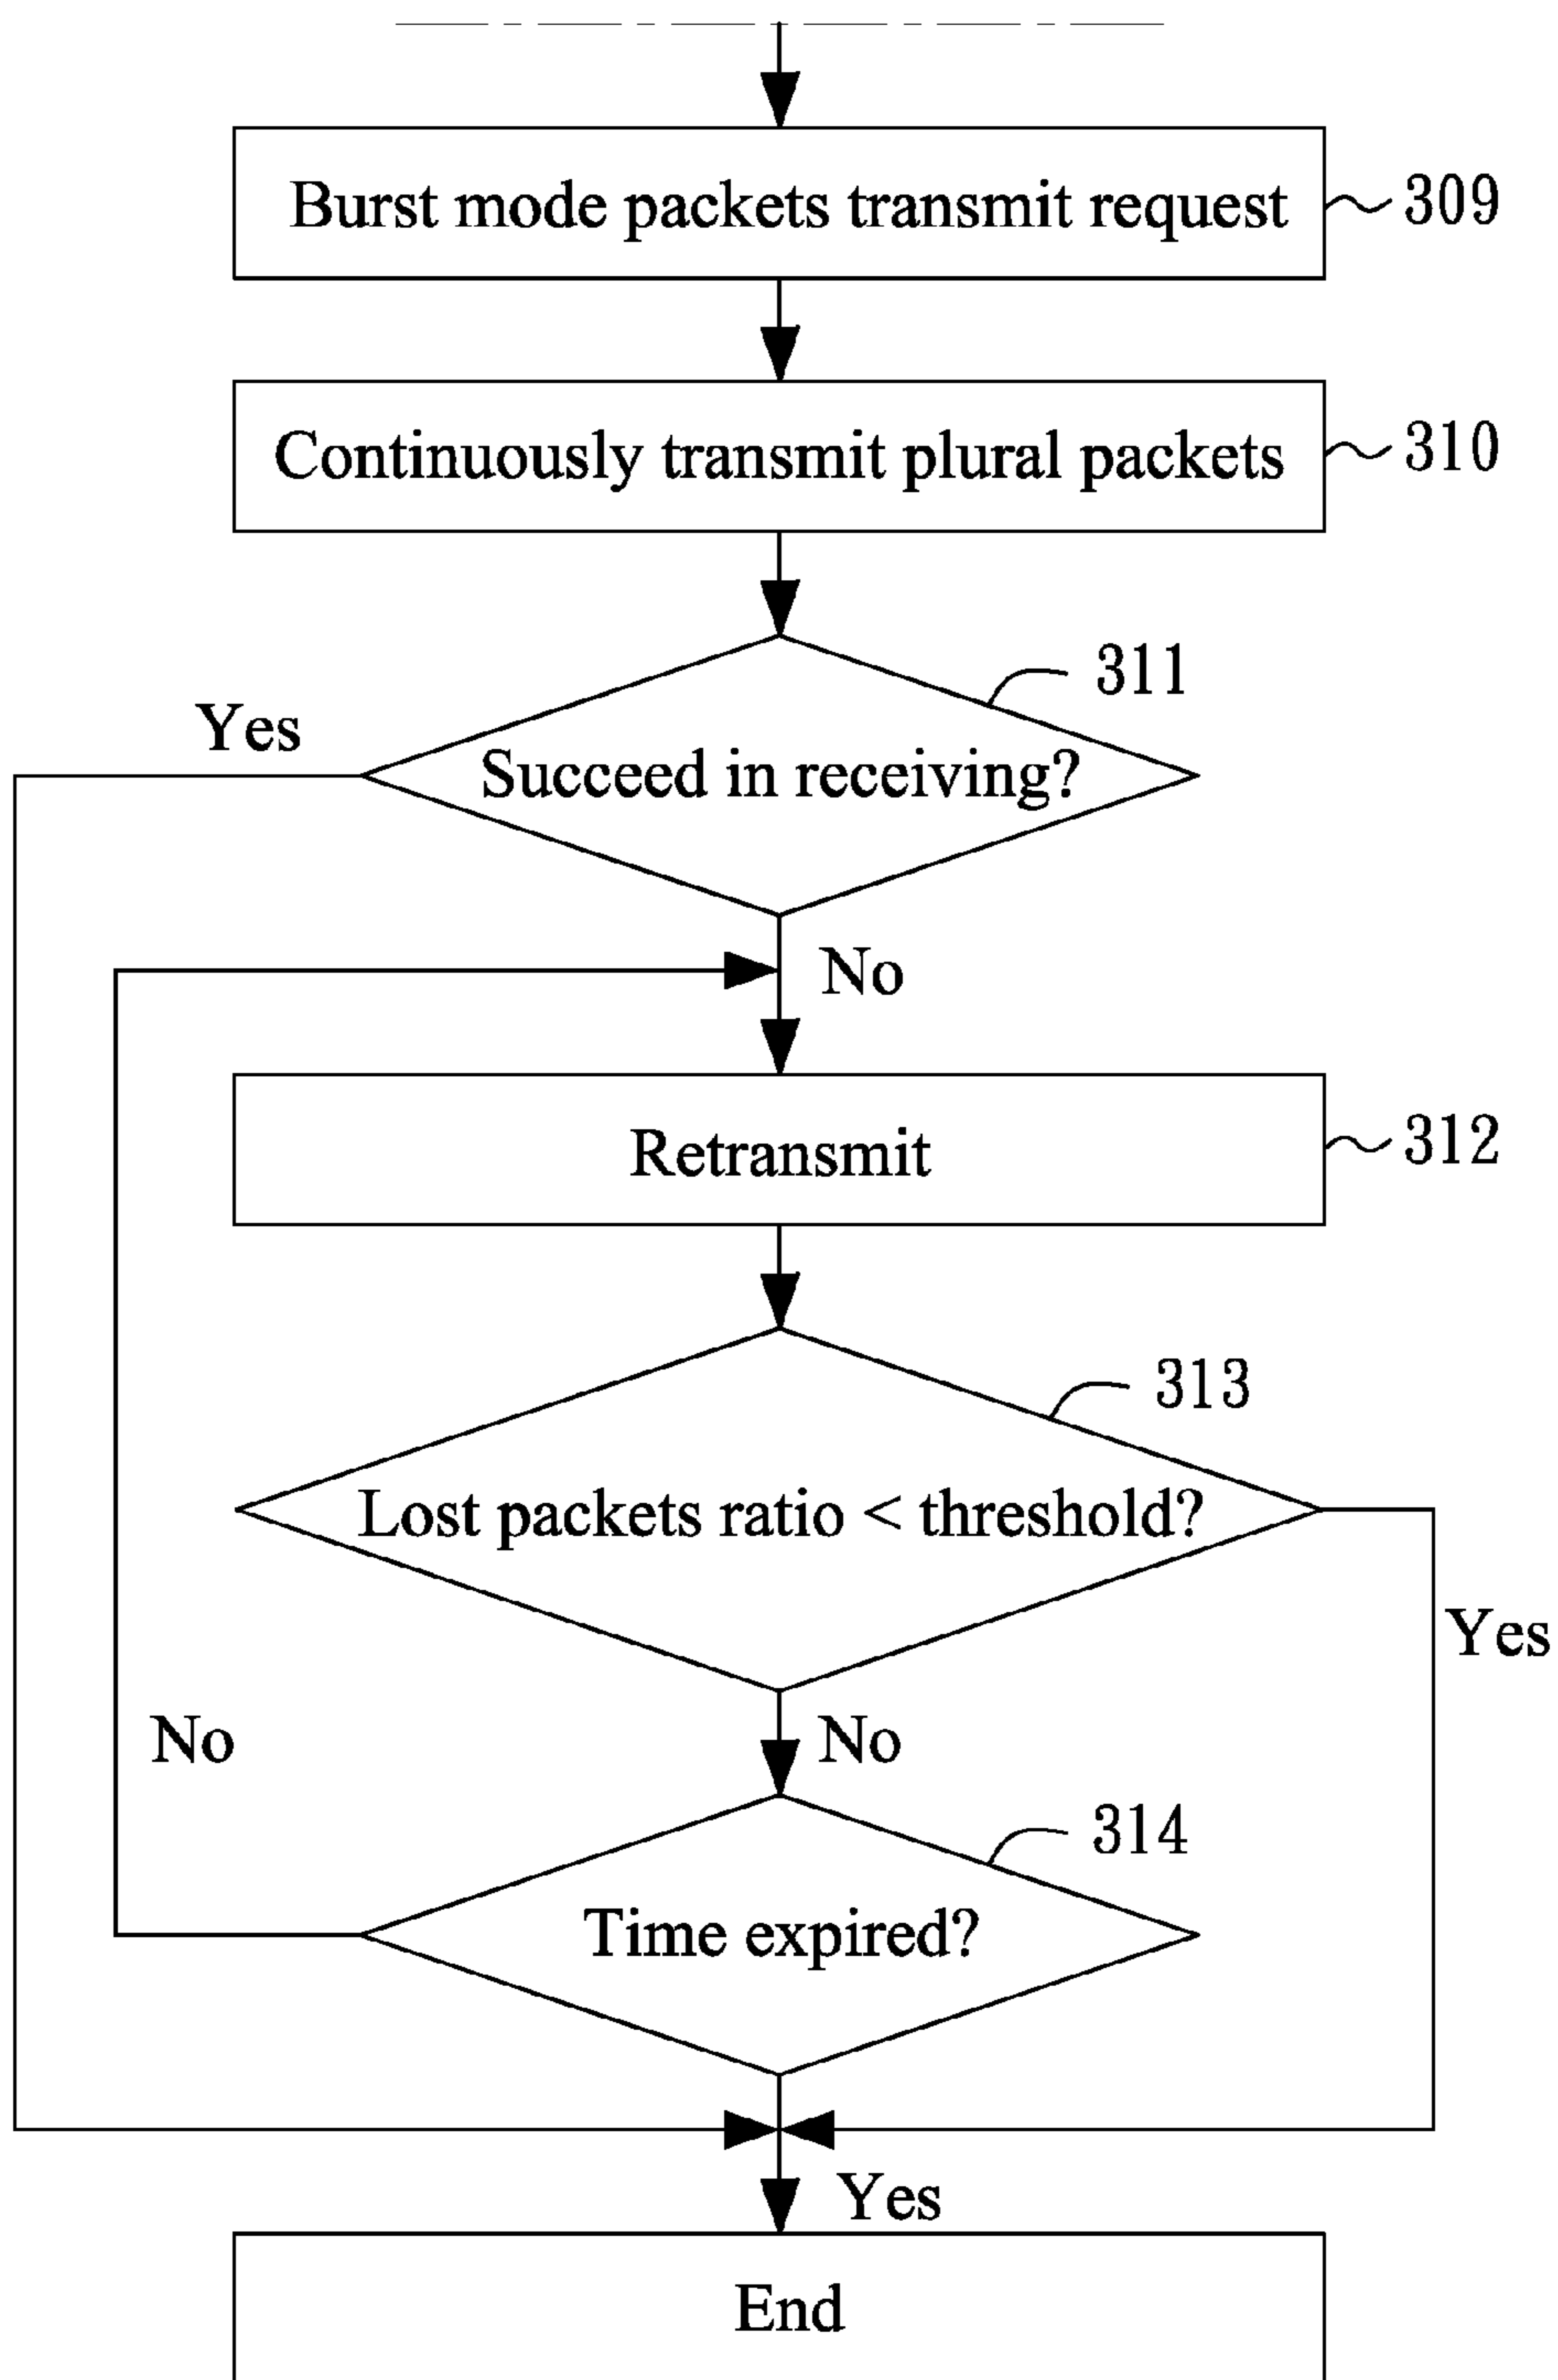 Burst mode packets transmit request
309
Continuously transmit plural packets
310
311
Yes
Succeed in receiving?
No
Retransmit
312
313
Lost packets ratio < threshold?
Yes
No
No
314
Time expired?
Yes
End